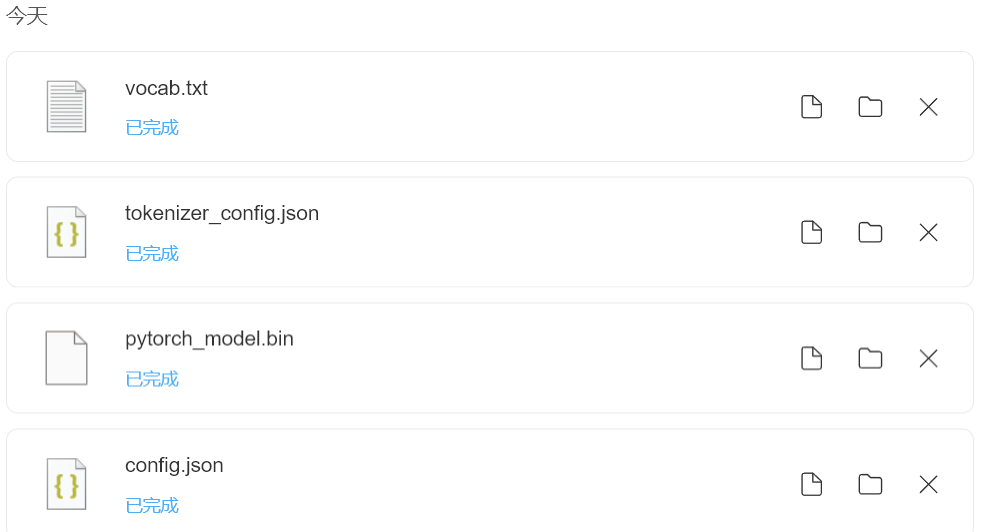 今天
vocab.txt
已完成
tokenizer_config.json
已完成
pytorch_model.bin
已完成
config.json
已完成